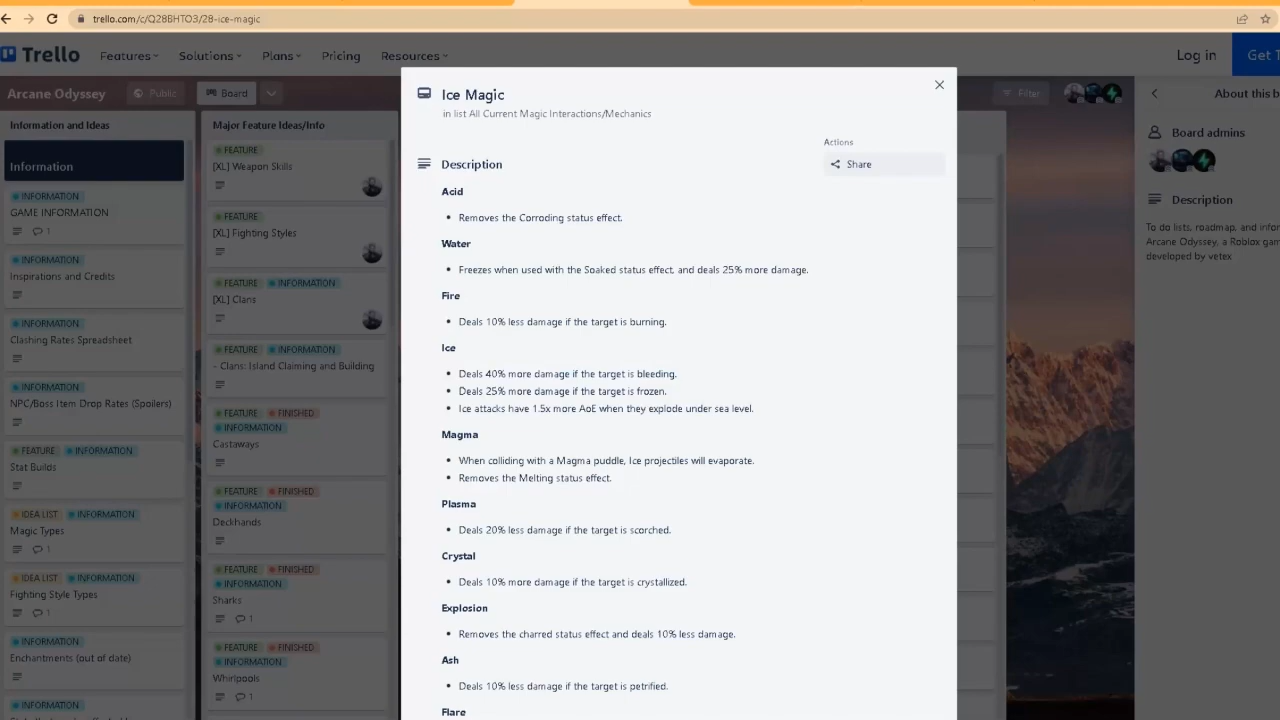 trello.com/c/Q28BHTO3/28-ice-magic
Trello
Features
Solutions
Plans
Pricing
Resources
Log in
Arcane Odyssey
Public
Board
Filter
Information and Ideas
Information
INFORMATION
GAME INFORMATION
1
INFORMATION
Inspirations and Credits
INFORMATION
Clashing Rates Spreadsheet
INFORMATION
NPC/Boss Item Drop Rates (Spoilers)
FEATURE INFORMATION
Stat Builds
IDEA LIST INFORMATION
Magic Types
1
IDEA LIST INFORMATION
Fighting Style Types
1
INFORMATION
Enchantments (out of date)
INFORMATION
Major Feature Ideas/Info
FEATURE
[XL] Weapon Skills
FEATURE
[XL] Fighting Styles
FEATURE INFORMATION
[XL] Clans
FEATURE INFORMATION
- Clans: Island Claiming and Building
FEATURE FINISHED
INFORMATION
Castaways
FEATURE FINISHED
INFORMATION
Deckhands
FEATURE FINISHED
INFORMATION
Sharks
1
FEATURE FINISHED
INFORMATION
Whirlpools
1
Ice Magic
in list All Current Magic Interactions/Mechanics
Actions
Share
Description
Acid
• Removes the Corroding status effect.
Water
• Freezes when used with the Soaked status effect, and deals 25% more damage.
Fire
• Deals 10% less damage if the target is burning.
Ice
• Deals 40% more damage if the target is bleeding.
• Deals 25% more damage if the target is frozen.
• Ice attacks have 1.5x more AoE when they explode under sea level.
Magma
• When colliding with a Magma puddle, Ice projectiles will evaporate.
• Removes the Melting status effect.
Plasma
• Deals 20% less damage if the target is scorched.
Crystal
• Deals 10% more damage if the target is crystallized.
Explosion
• Removes the charred status effect and deals 10% less damage.
Ash
• Deals 10% less damage if the target is petrified.
Flare
About this b
Board admins
Description
To do lists, roadmap, and infor
Arcane Odyssey, a Roblox gam
developed by vetex